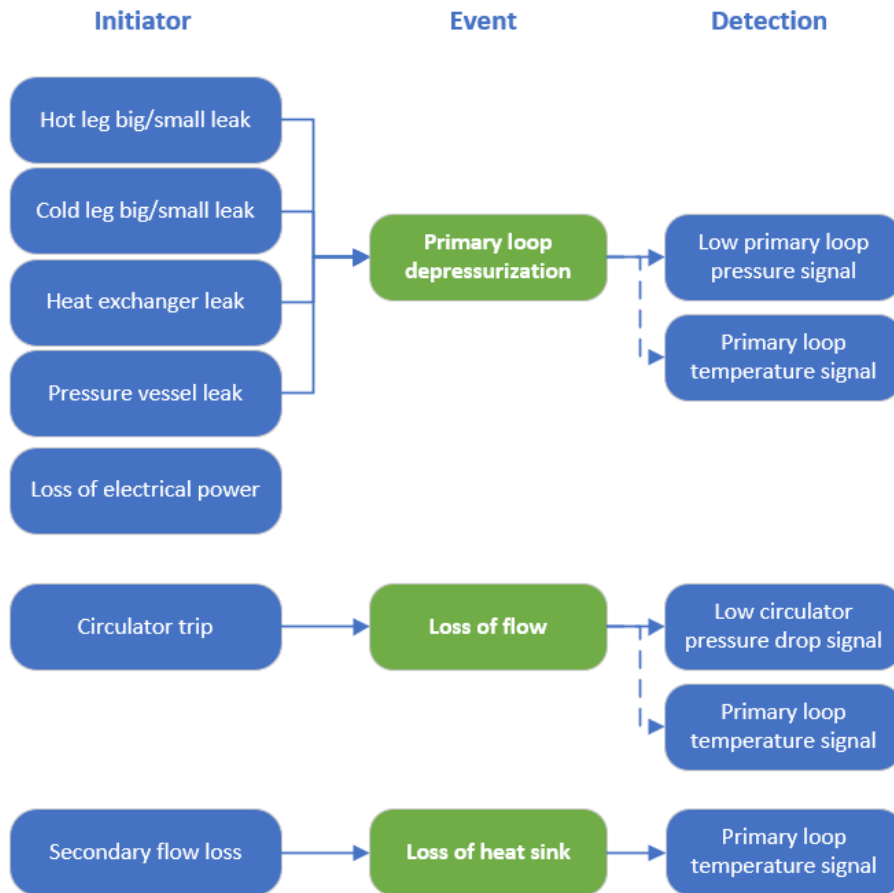 Initiator
Event
Detection
Hot leg big/small leak
Cold leg big/small leak
Heat exchanger leak
Pressure vessel leak
Loss of electrical power
Primary loop
depressurization
Low primary loop
pressure signal
Primary loop
temperature signal
Circulator trip
Loss of flow
Low circulator
pressure drop signal
Primary loop
temperature signal
Secondary flow loss
Loss of heat sink
Primary loop
temperature signal